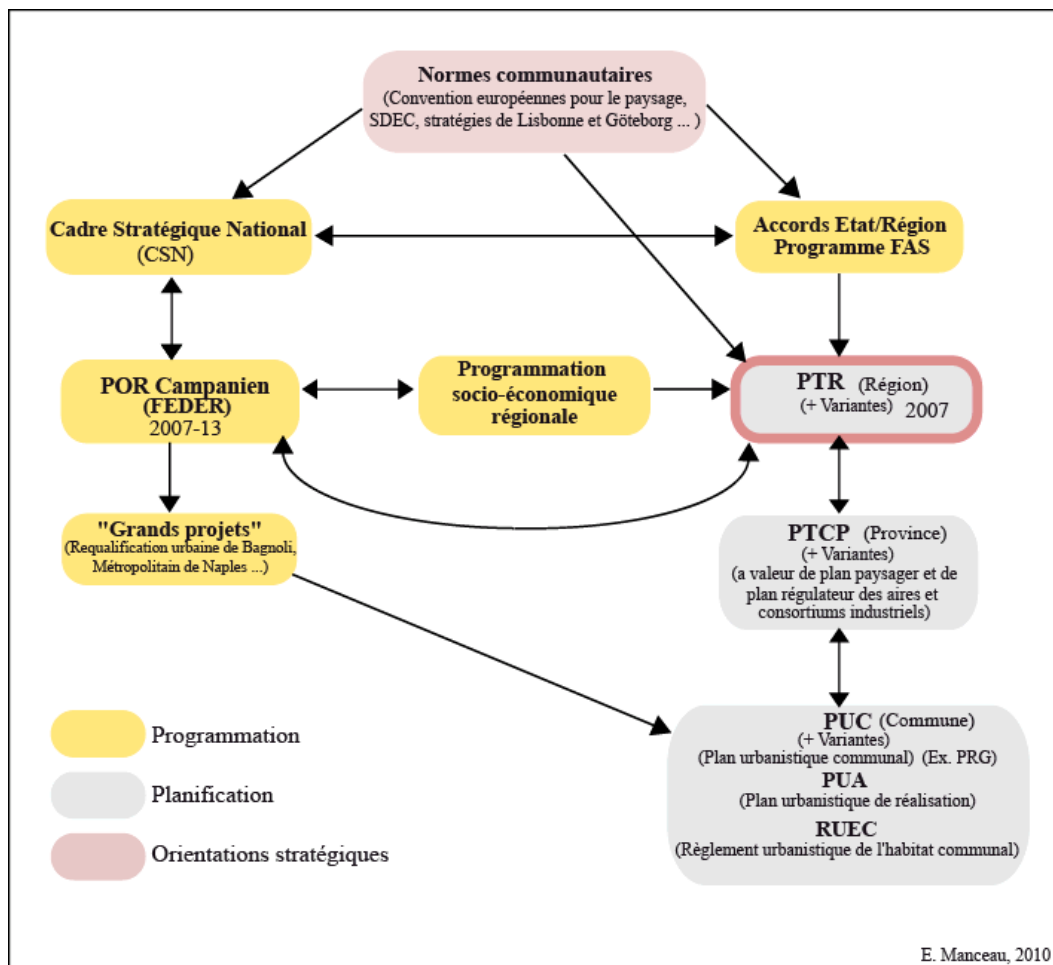 Normes communautaires
(Convention européennes pour le paysage,
SDEC, stratégies de Lisbonne et Göteborg ... )
Cadre Stratégique National
(CSN)
Accords Etat/Région
Programme FAS
POR Campanien
(FEDER)
2007-13
Programmation
socio-économique
régionale
PTR (Région)
(+ Variantes) 2007
"Grands projets"
(Requalification urbaine de Bagnoli,
Métropolitain de Naples ...)
PTCP (Province)
(+ Variantes)
(a valeur de plan paysager et de
plan régulateur des aires et
consortiums industriels)
PUC (Commune)
(+ Variantes)
(Plan urbanistique communal) (Ex. PRG)
PUA
(Plan urbanistique de réalisation)
RUEC
(Règlement urbanistique de l'habitat communal)
Programmation
Planification
Orientations stratégiques
E. Manceau, 2010